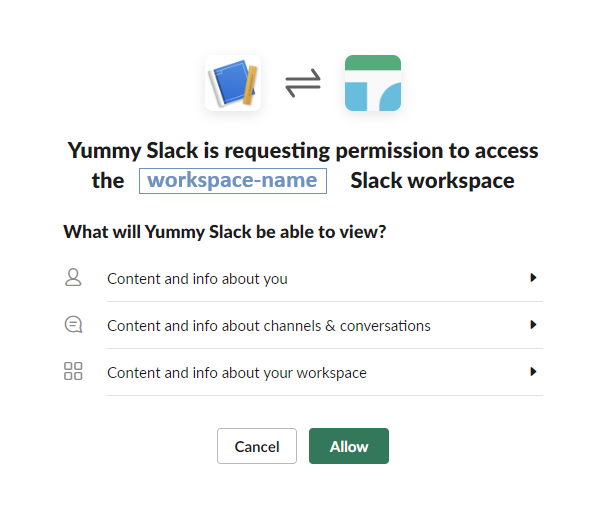 Yummy Slack is requesting permission to access
the workspace-name Slack workspace
What will Yummy Slack be able to view?
Content and info about you
Content and info about channels & conversations
Content and info about your workspace
Cancel Allow